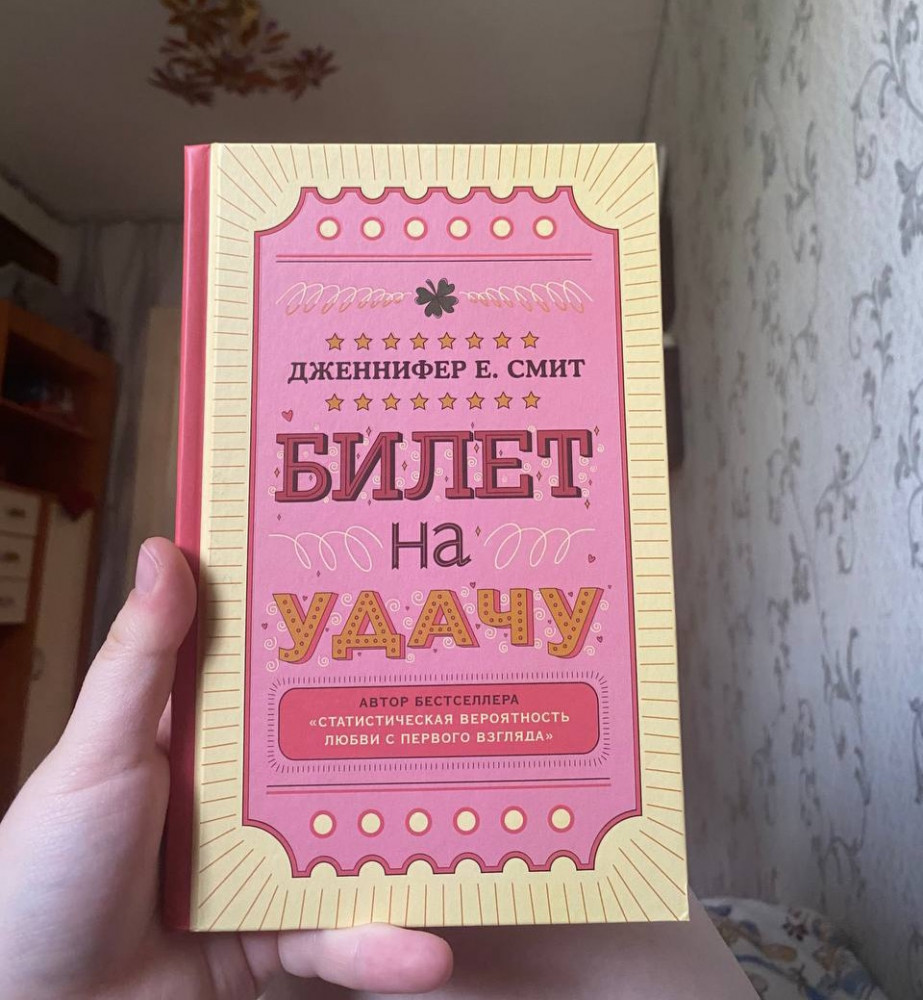 ДЖЕННИФЕР Е. СМИТ
БИЛЕТ
на
УДАЧУ
АВТОР БЕСТСЕЛЛЕРА
«СТАТИСТИЧЕСКАЯ ВЕРОЯТНОСТЬ
ЛЮБВИ С ПЕРВОГО ВЗГЛЯДА»